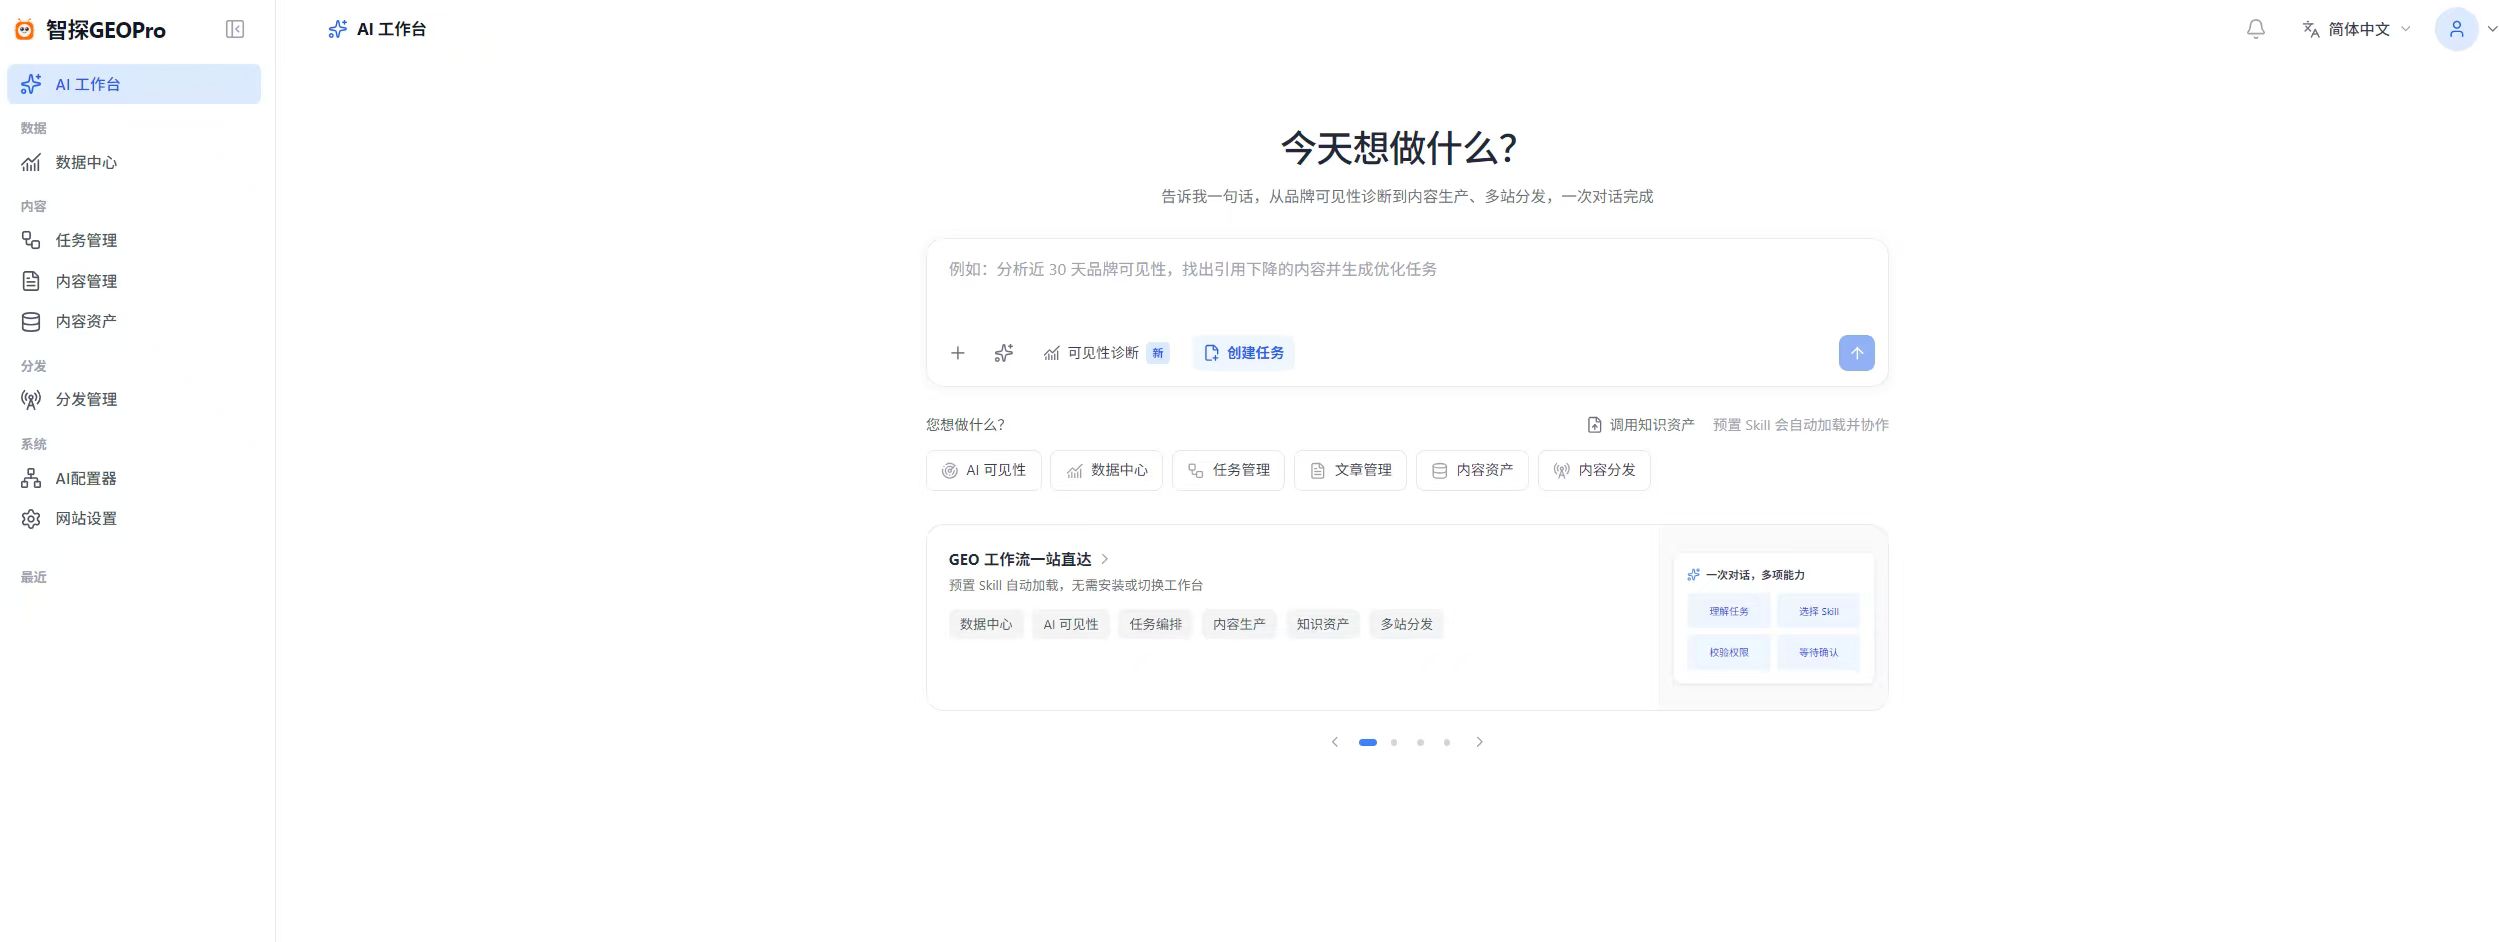 智探GEOPro
AI 工作台
数据
数据中心
内容
任务管理
内容管理
内容资产
分发
分发管理
系统
AI配置器
网站设置
最近
AI 工作台
简体中文
今天想做什么？
告诉我一句话，从品牌可见性诊断到内容生产、多站分发，一次对话完成
例如：分析近 30 天品牌可见性，找出引用下降的内容并生成优化任务
可见性诊断 新 创建任务
您想做什么？
调用知识资产 预置 Skill 会自动加载并协作
AI 可见性 数据中心 任务管理 文章管理 内容资产 内容分发
GEO 工作流一站直达
预置 Skill 自动加载，无需安装或切换工作台
数据中心 AI 可见性 任务编排 内容生产 知识资产 多站分发
一次对话，多项能力
理解任务 选择 Skill
校验权限 等待确认